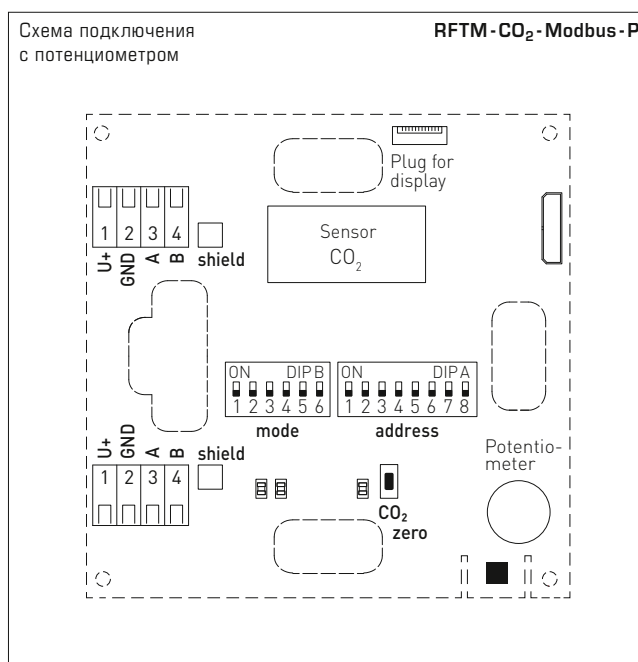 Схема подключения
с потенциометром
RFTM-CO₂-Modbus-P
Plug for
display
Sensor
CO₂
1 2 3 4
U+ GND A B shield
ON DIP B
1 2 3 4 5 6
mode
ON DIP A
1 2 3 4 5 6 7 8
address
U+ GND A B shield
1 2 3 4
CO₂
zero
Potentio-
meter